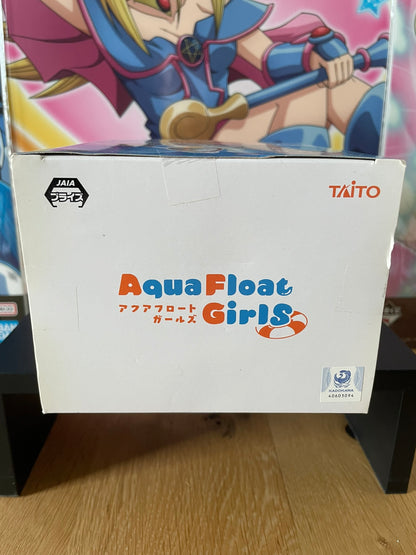 JAIA
プライズ
TAITO
Aqua Float
アクアフロート
Girls
ガールズ
KADOKAWA
40603094